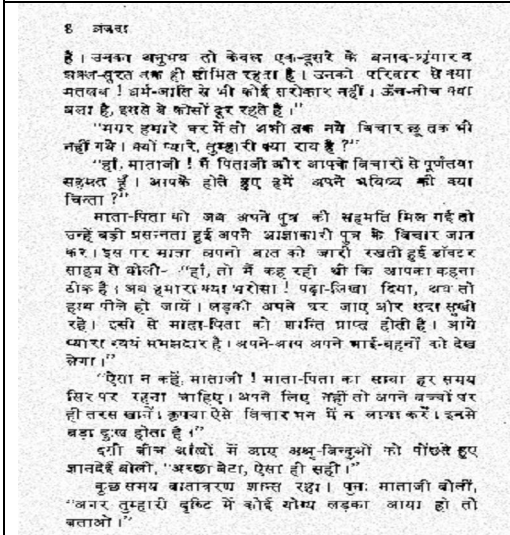 8 अंजवा
है। उनका अनुभव तो केवल एक-दूसरे के बनाव-श्रृंगार व
शक्ल-सूरत तक ही सीमित रहता है। उनको परिवार से क्या
मतलब! धर्म-जाति से भी कोई सरोकार नहीं। ऊँच-नीच क्या
बला है, इससे वे कोसों दूर रहते हैं।"
"मगर हमारे घर में तो अभी तक नये विचार छू तक भी
नहीं गये। क्यों प्यारे, तुम्हारी क्या राय है?"
"हाँ, माताजी! मैं पिताजी और आपके विचारों से पूर्णतया
सहमत हूँ। आपके होते हुए हमें अपने भविष्य की क्या
चिन्ता?"
माता-पिता को जब अपने पुत्र की सहमति मिल गई तो
उन्हें बड़ी प्रसन्नता हुई अपने आज्ञाकारी पुत्र के विचार जान
कर। इस पर माता अपनी बात को जारी रखती हुई डॉक्टर
साहब से बोली- "हाँ, तो मैं कह रही थी कि आपका कहना
ठीक है। अब हमारा क्या भरोसा! पढ़ा-लिखा दिया, अब तो
हाथ पीले हो जायें। लड़की अपने घर जाए और सदा सुखी
रहे। इसी से माता-पिता को शान्ति प्राप्त होती है। आगे
प्यारा स्वयं समझदार है। अपने-आप अपने भाई-बहनों को देख
लेगा।"
"ऐसा न कहें, माताजी! माता-पिता का साया हर समय
सिर पर रहना चाहिए। अपने लिए नहीं तो अपने बच्चों पर
ही तरस खानें। कृपया ऐसे विचार मन में न लाया करें। इनसे
बड़ा दुःख होता है।"
इसी बीच आंखों में आए अश्रु-बिन्दुओं को पोंछते हुए
ज्ञानदेई बोली, "अच्छा बेटा, ऐसा ही सही।"
कुछ समय वातावरण शान्त रहा। पुनः माताजी बोलीं,
"अगर तुम्हारी दृष्टि में कोई योग्य लड़का आया हो तो
बताओ।"